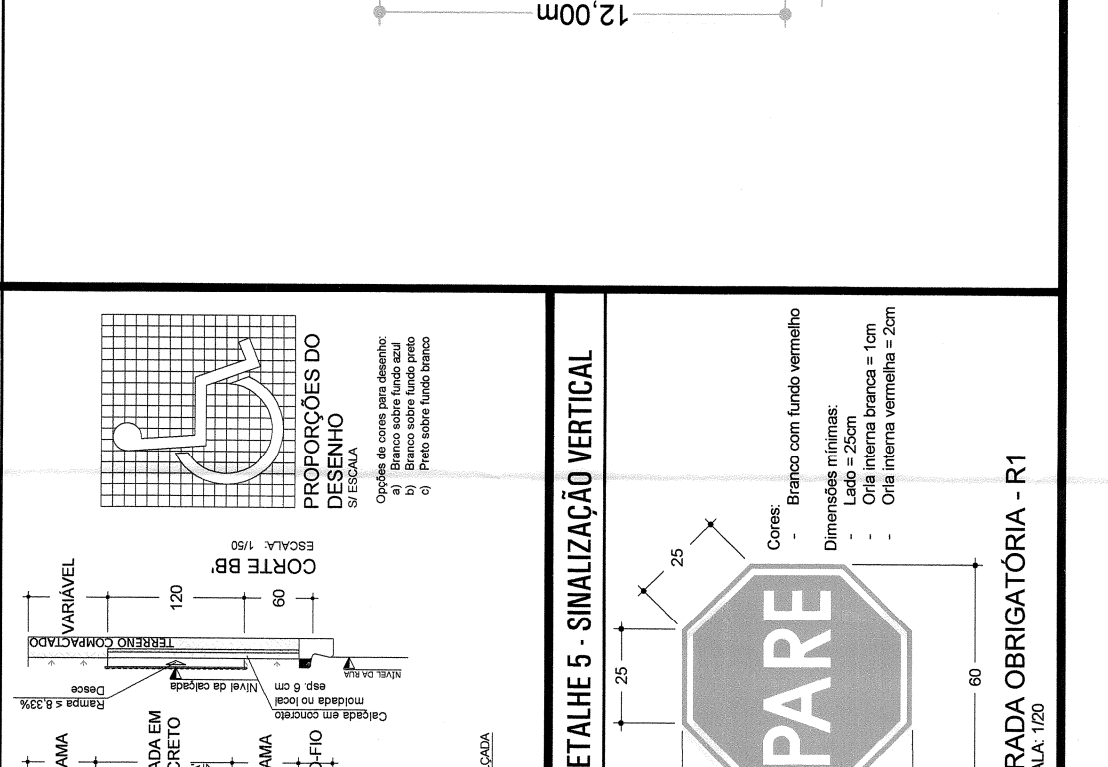 12,00m
PROPORÇÕES DO
DESENHO
S/ ESCALA
Opções de cores para desenho:
a) Branco sobre fundo azul
b) Branco sobre fundo preto
c) Preto sobre fundo branco
CORTE BB'
ESCALA: 1/50
VARIÁVEL
120
60
TERRENO COMPACTADO
Rampa ≤ 8,33%
Desce
Nível da calçada
NÍVEL DA RUA
Calçada em concreto
moldada no local
esp. 6 cm
AMA
ADA EM
CRETO
AMA
O-FIO
ÇADA
ETALHE 5 - SINALIZAÇÃO VERTICAL
Cores:
- Branco com fundo vermelho
Dimensões mínimas:
- Lado = 25cm
- Orla interna branca = 1cm
- Orla interna vermelha = 2cm
25
25
60
PARE
RADA OBRIGATÓRIA - R1
ALA: 1/20